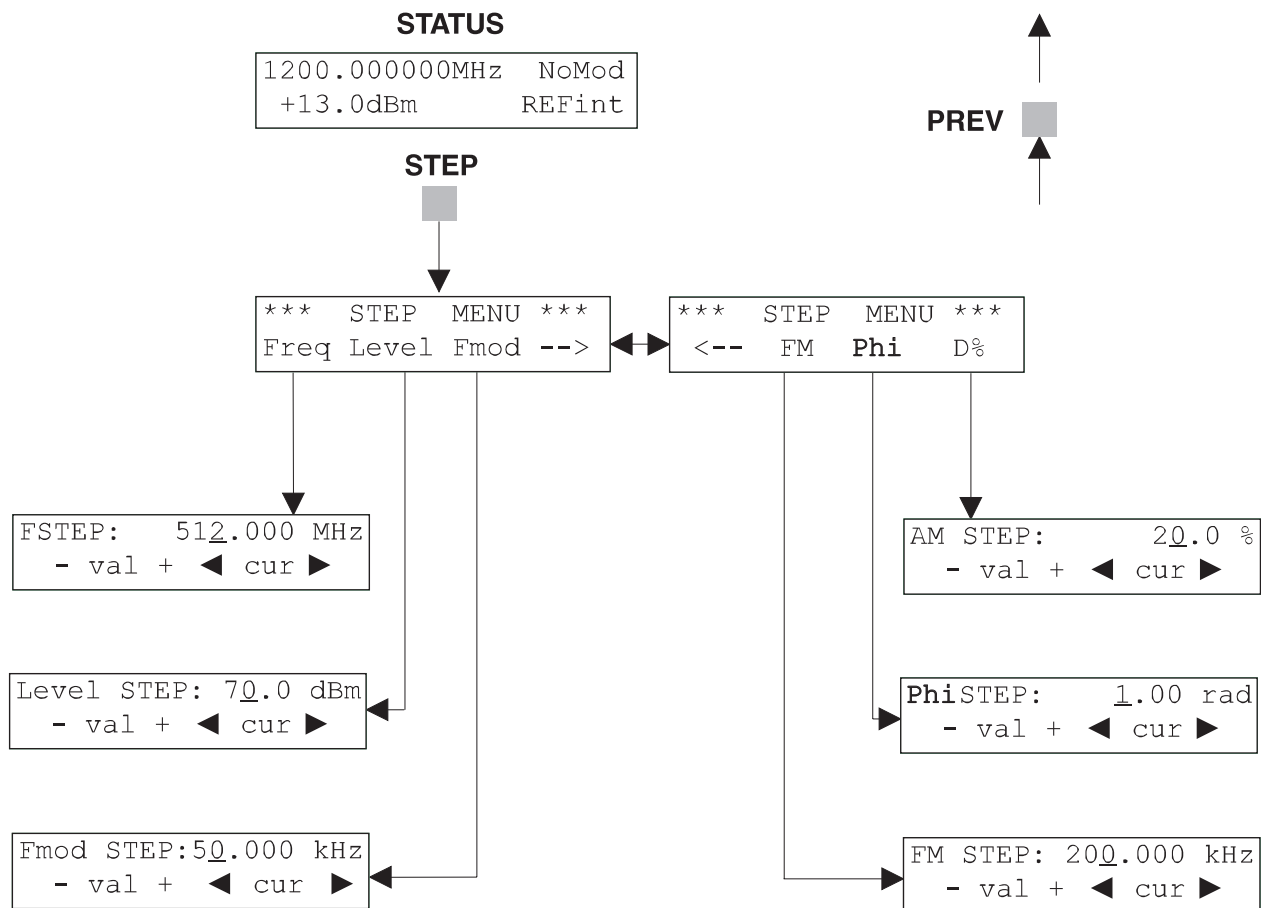 STATUS
1200.000000MHz NoMod
+13.0dBm REFint
PREV
STEP
*** STEP MENU ***
Freq Level Fmod -->
*** STEP MENU ***
<-- FM Phi D%
FSTEP: 512.000 MHz
- val + ◀ cur ▶
AM STEP: 20.0 %
- val + ◀ cur ▶
Level STEP: 70.0 dBm
- val + ◀ cur ▶
PhiSTEP: 1.00 rad
- val + ◀ cur ▶
Fmod STEP:50.000 kHz
- val + ◀ cur ▶
FM STEP: 200.000 kHz
- val + ◀ cur ▶